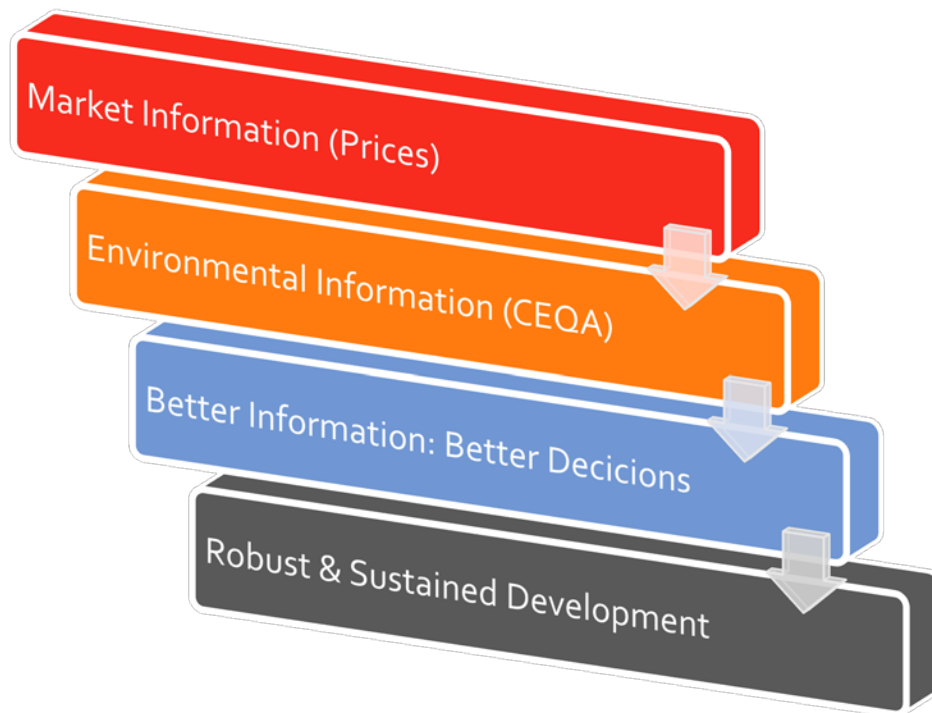 Market Information (Prices)
Environmental Information (CEQA)
Better Information: Better Decicions
Robust & Sustained Development